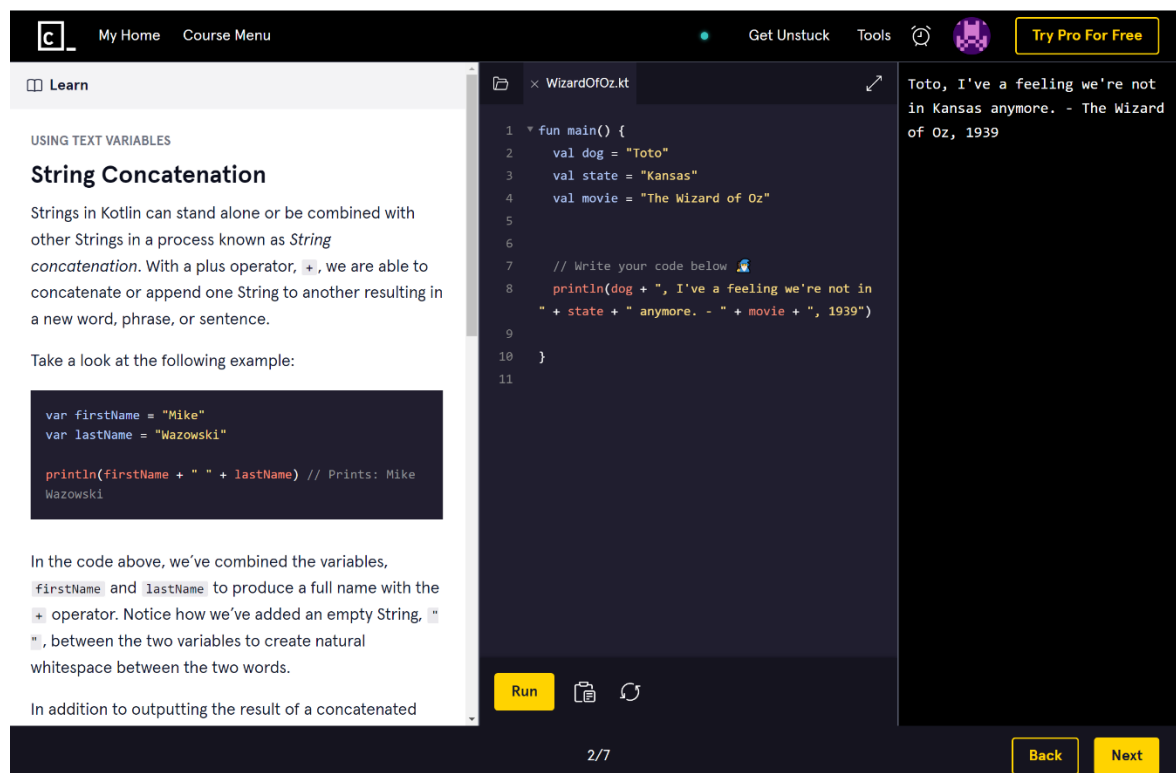 c_ My Home Course Menu Get Unstuck Tools Try Pro For Free
Learn
USING TEXT VARIABLES
String Concatenation
Strings in Kotlin can stand alone or be combined with
other Strings in a process known as String
concatenation. With a plus operator, +, we are able to
concatenate or append one String to another resulting in
a new word, phrase, or sentence.
Take a look at the following example:
var firstName = "Mike"
var lastName = "Wazowski"
println(firstName + " " + lastName) // Prints: Mike
Wazowski
In the code above, we’ve combined the variables,
firstName and lastName to produce a full name with the
+ operator. Notice how we’ve added an empty String, "
", between the two variables to create natural
whitespace between the two words.
In addition to outputting the result of a concatenated
× WizardOfOz.kt
1 fun main() {
2 val dog = "Toto"
3 val state = "Kansas"
4 val movie = "The Wizard of Oz"
5
6
7 // Write your code below 🧙‍♂️
8 println(dog + ", I've a feeling we're not in
" + state + " anymore. - " + movie + ", 1939")
9
10 }
11
Run
Toto, I've a feeling we're not
in Kansas anymore. - The Wizard
of Oz, 1939
2/7
Back Next